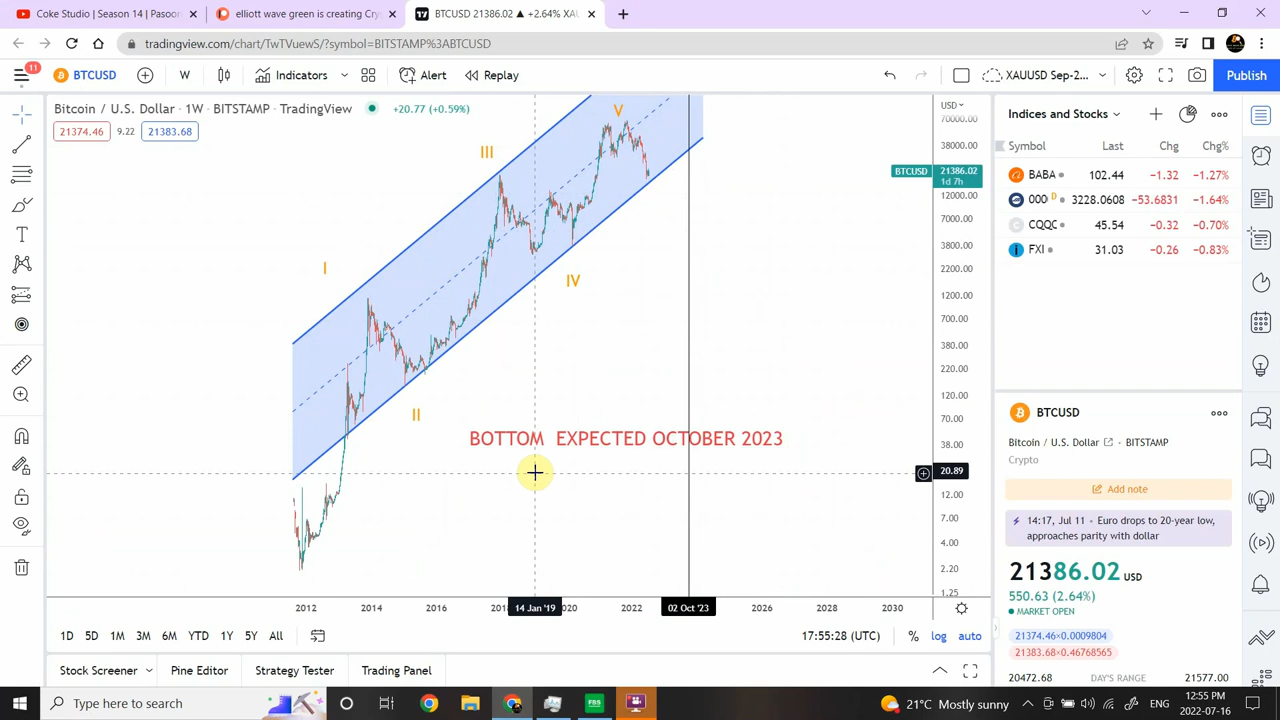 Coke Studio | Season 14 | Pasoor
elliott wave green is creating Cry
BTCUSD 21386.02 ▲ +2.64% XAU
tradingview.com/chart/TwTVuewS/?symbol=BITSTAMP%3ABTCUSD
11
BTCUSD
W
Indicators
Alert
Replay
XAUUSD Sep-2...
Publish
Bitcoin / U.S. Dollar · 1W · BITSTAMP · TradingView
+20.77 (+0.59%)
21374.46
9.22
21383.68
USD
70000.00
38000.00
BTCUSD
21386.02
1d 7h
12000.00
7000.00
3800.00
2200.00
1200.00
700.00
380.00
220.00
120.00
70.00
38.00
20.89
12.00
7.00
4.00
2.20
1.25
I
II
III
IV
V
BOTTOM EXPECTED OCTOBER 2023
2012
2014
2016
201
14 Jan '19
020
2022
02 Oct '23
2026
2028
2030
1D
5D
1M
3M
6M
YTD
1Y
5Y
All
17:55:28 (UTC)
%
log
auto
Stock Screener
Pine Editor
Strategy Tester
Trading Panel
Indices and Stocks
Symbol
Last
Chg
Chg%
BABA
102.44
−1.32
−1.27%
000
D
3228.0608
−53.6831
−1.64%
CQQC
45.54
−0.32
−0.70%
FXI
31.03
−0.26
−0.83%
BTCUSD
Bitcoin / U.S. Dollar
BITSTAMP
Crypto
Add note
14:17, Jul 11 • Euro drops to 20-year low,
approaches parity with dollar
21386.02 USD
550.63 (2.64%)
MARKET OPEN
21374.46×0.0009804
21383.68×0.46768565
20472.68
DAY'S RANGE
21577.00
Type here to search
FBS
21°C Mostly sunny
ENG
12:55 PM
2022-07-16